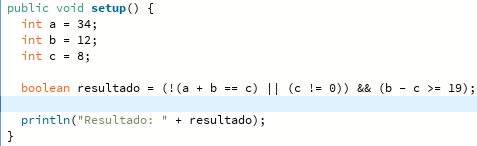 public void setup() {
  int a = 34;
  int b = 12;
  int c = 8;

  boolean resultado = (!(a + b == c) || (c != 0)) && (b - c >= 19);

  println("Resultado: " + resultado);
}